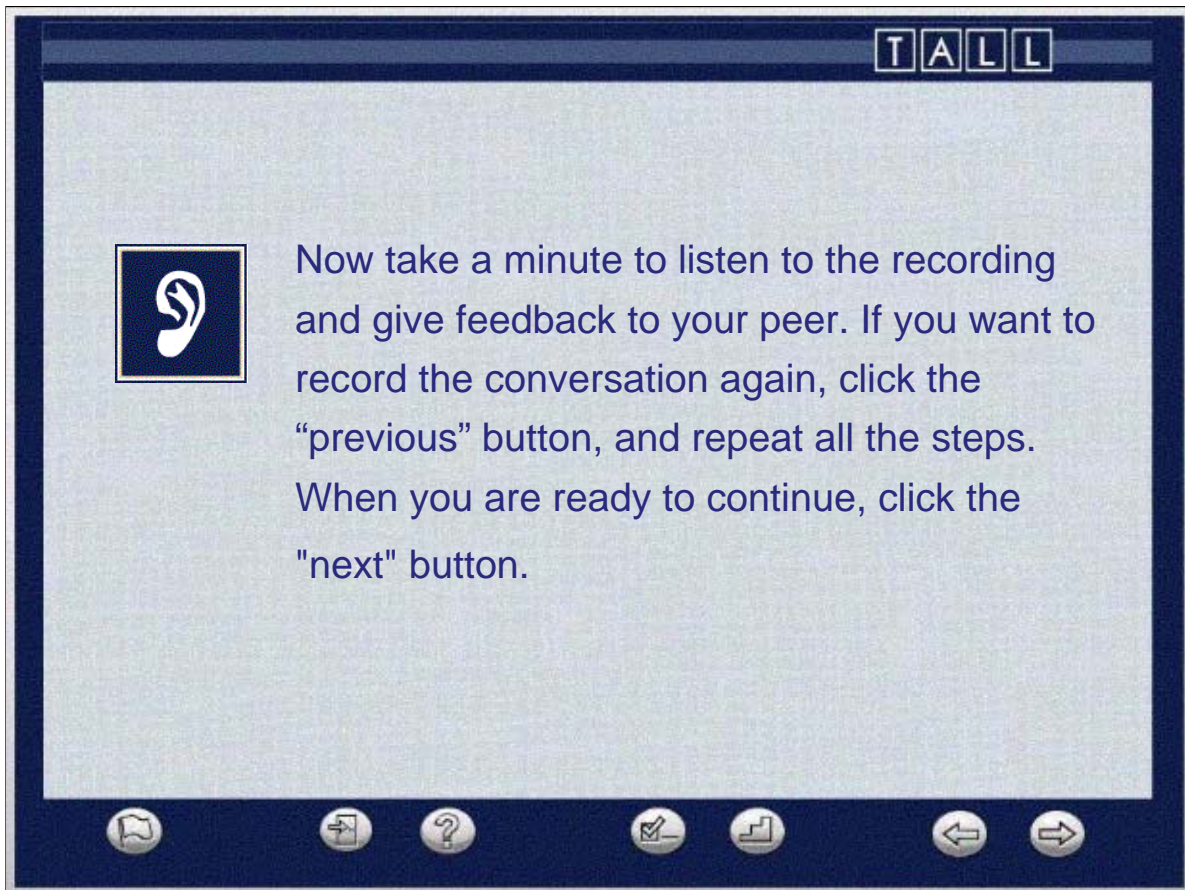 TALL
Now take a minute to listen to the recording
and give feedback to your peer. If you want to
record the conversation again, click the
“previous” button, and repeat all the steps.
When you are ready to continue, click the
"next" button.
?